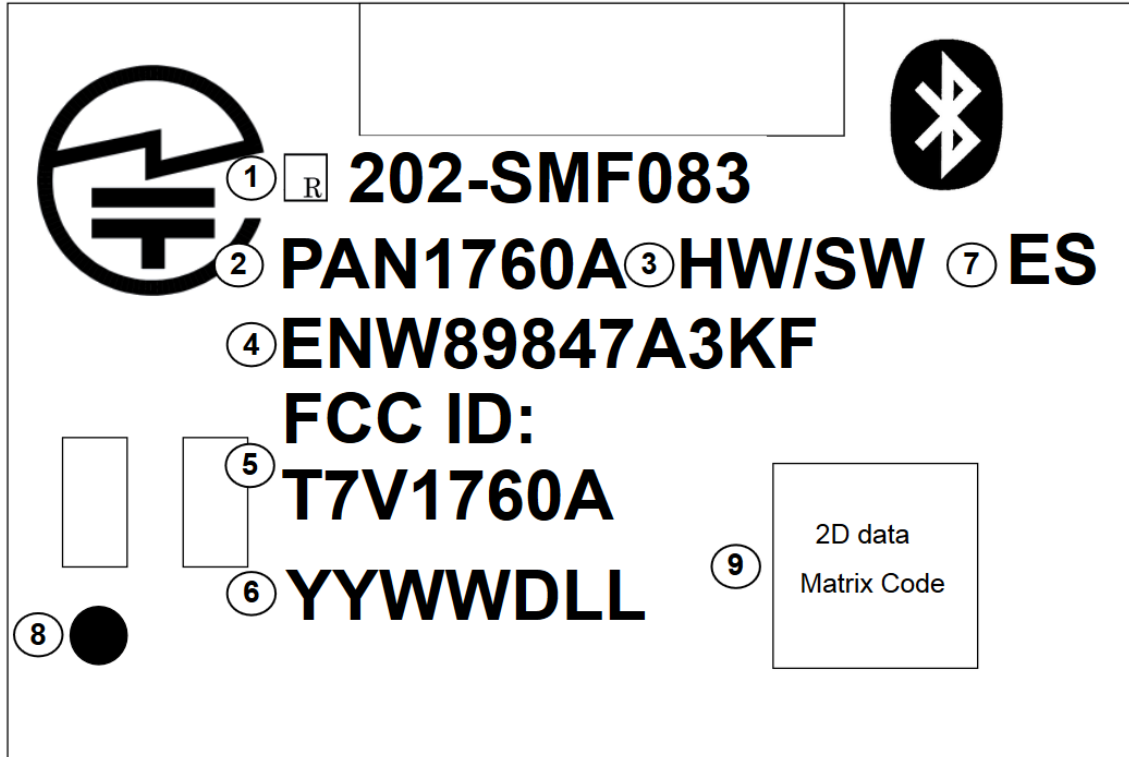 1 R 202-SMF083
2 PAN1760A 3 HW/SW 7 ES
4 ENW89847A3KF
FCC ID:
5
T7V1760A
2D data
9
Matrix Code
6 YYWWDLL
8